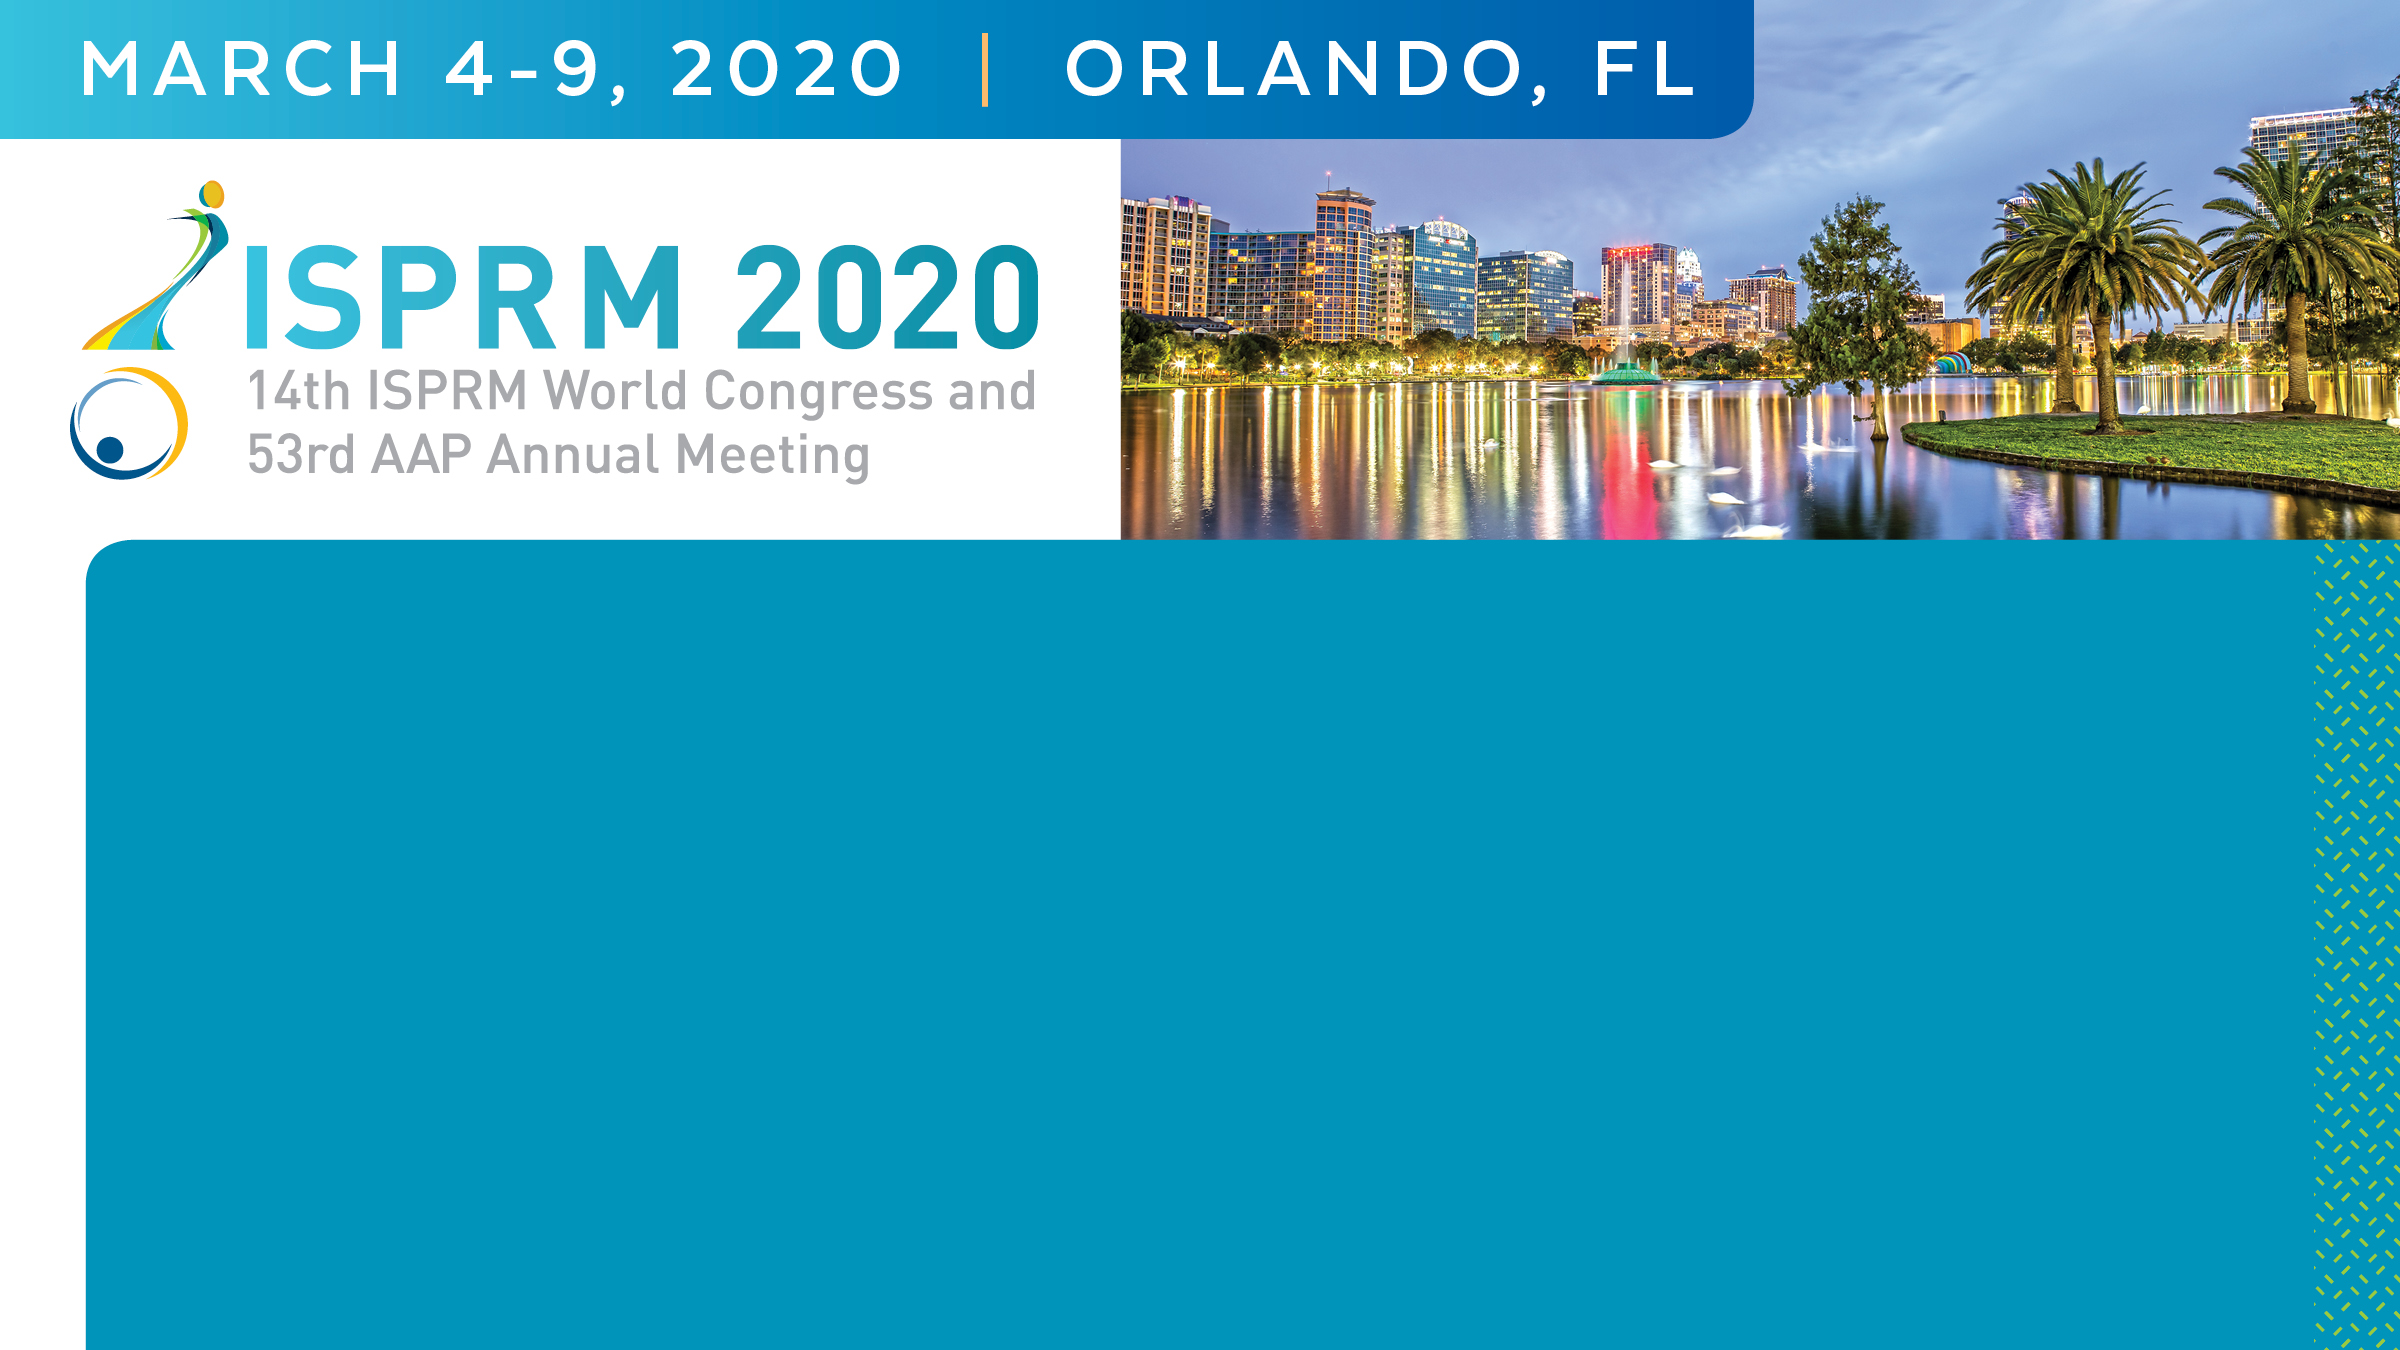 MARCH 4-9, 2020 | ORLANDO, FL
ISPRM 2020
14th ISPRM World Congress and
53rd AAP Annual Meeting